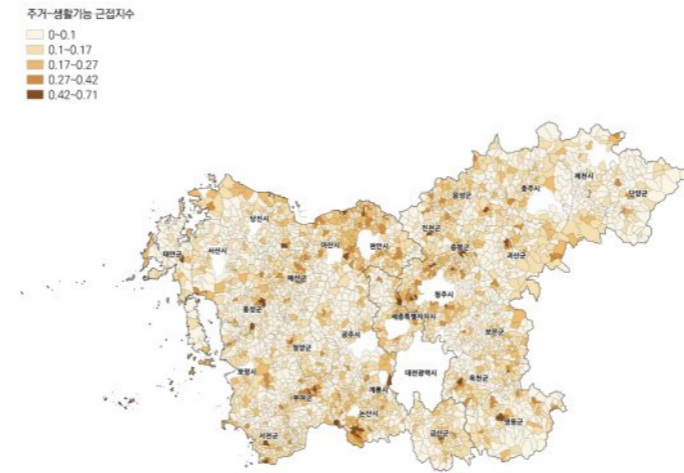 주거-생활기능 근접지수
0~0.1
0.1~0.17
0.17~0.27
0.27~0.42
0.42~0.71
제천시
단양군
충주시
음성군
당진시
진천군
태안군
서산시
아산시
천안시
증평군
괴산군
예산군
청주시
홍성군
세종특별자치시
청양군
공주시
보은군
보령시
대전광역시
계룡시
옥천군
부여군
논산시
서천군
금산군
영동군